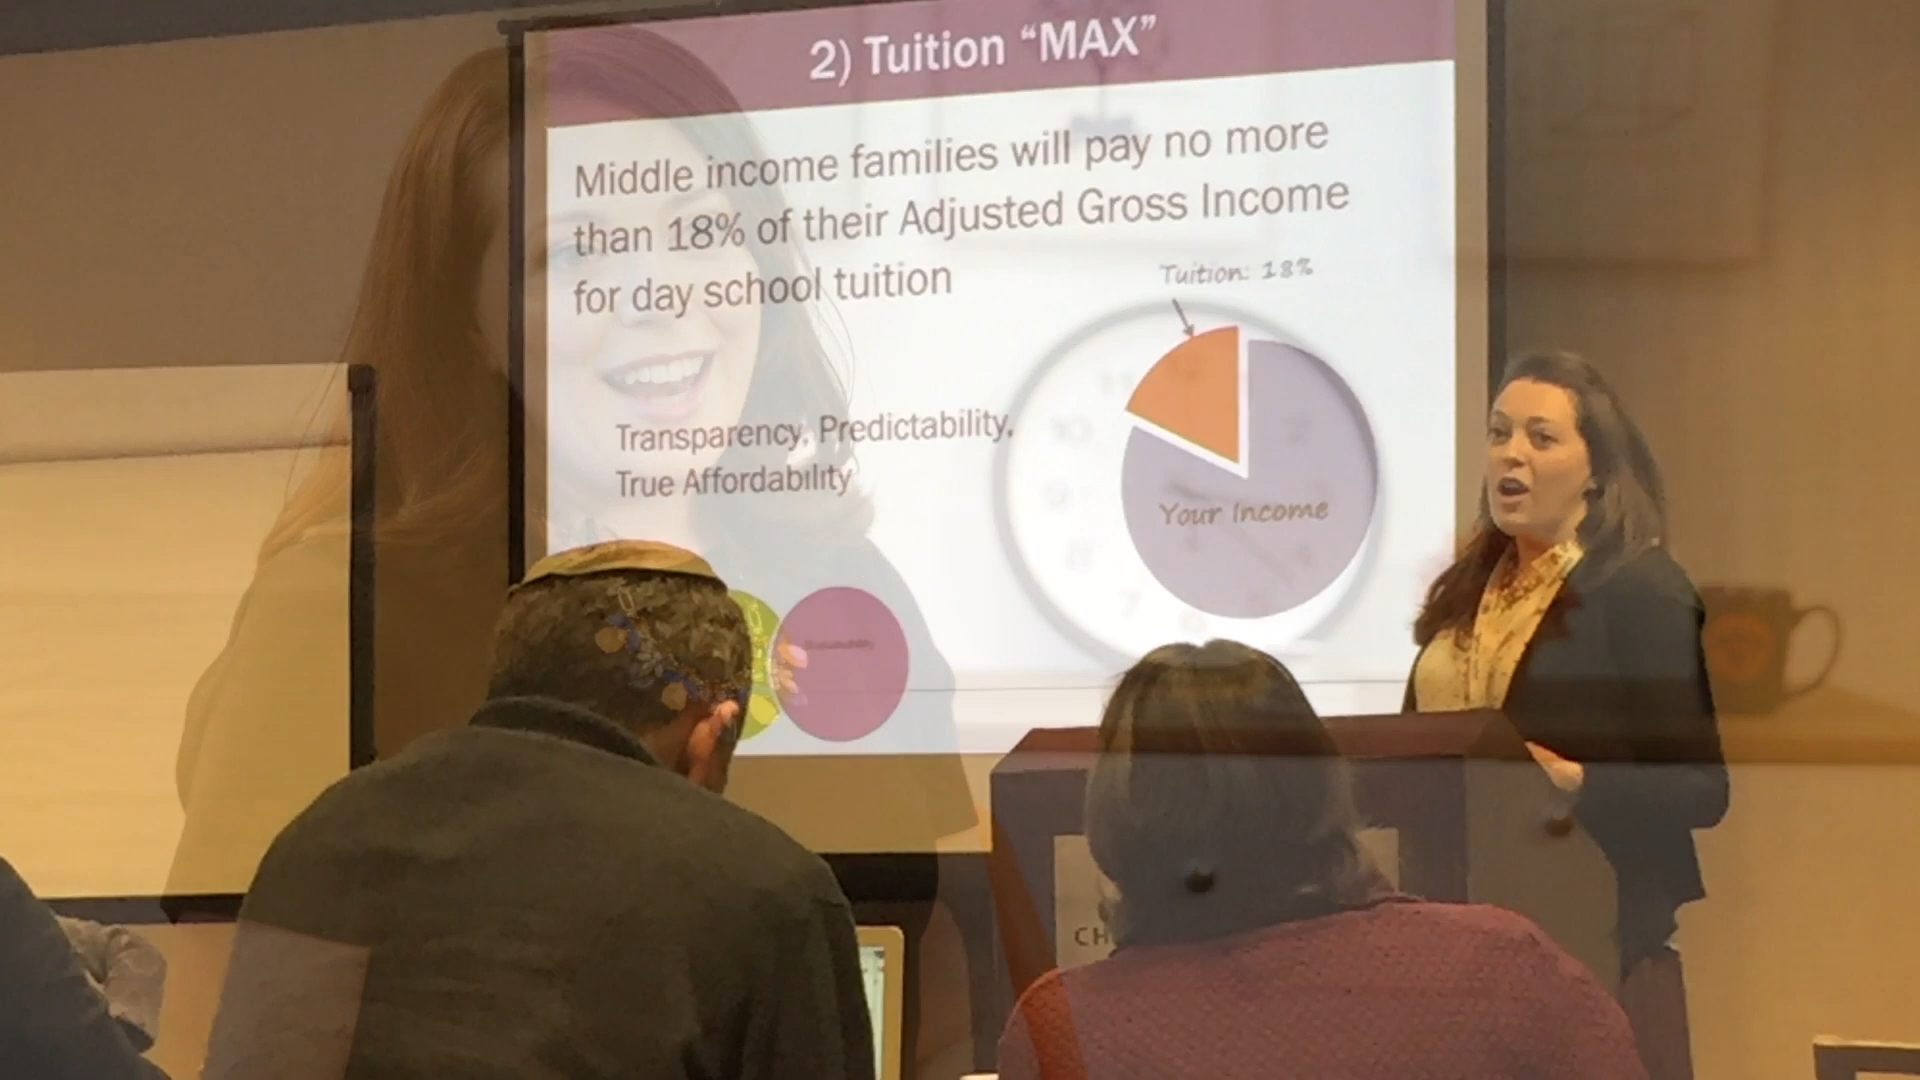 2) Tuition “MAX”
Middle income families will pay no more
than 18% of their Adjusted Gross Income
for day school tuition
Tuition: 18%
Transparency, Predictability,
True Affordability
Your Income
CH